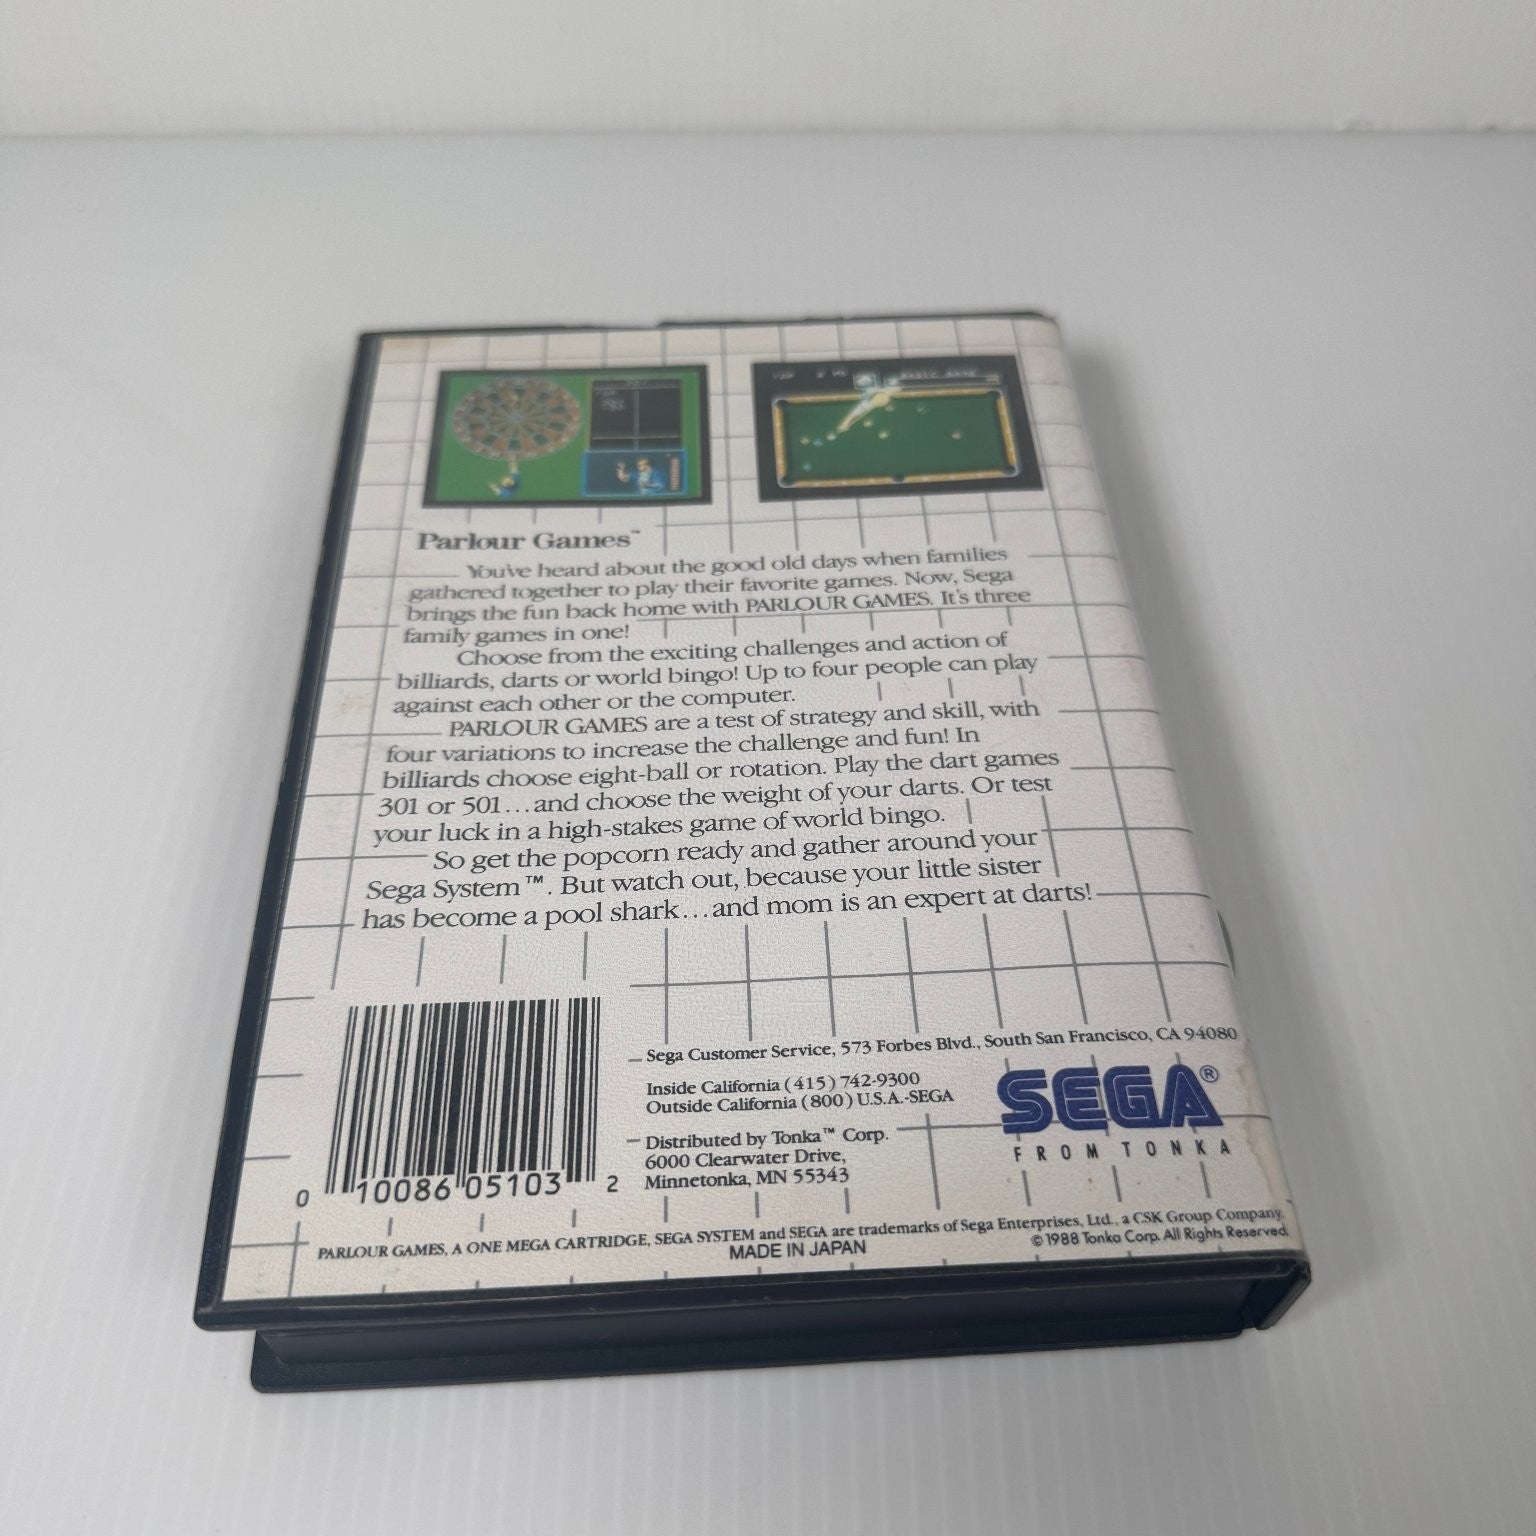 Parlour Games™
You've heard about the good old days when families
gathered together to play their favorite games. Now, Sega
brings the fun back home with PARLOUR GAMES. It's three
family games in one!
Choose from the exciting challenges and action of
billiards, darts or world bingo! Up to four people can play
against each other or the computer.
PARLOUR GAMES are a test of strategy and skill, with
four variations to increase the challenge and fun! In
billiards choose eight-ball or rotation. Play the dart games
301 or 501...and choose the weight of your darts. Or test
your luck in a high-stakes game of world bingo.
So get the popcorn ready and gather around your
Sega System™. But watch out, because your little sister
has become a pool shark...and mom is an expert at darts!
0 10086 05103 2
Sega Customer Service, 573 Forbes Blvd., South San Francisco, CA 94080
Inside California (415) 742-9300
Outside California (800) U.S.A.-SEGA
Distributed by Tonka™ Corp.
6000 Clearwater Drive,
Minnetonka, MN 55343
SEGA®
FROM TONKA
PARLOUR GAMES, A ONE MEGA CARTRIDGE, SEGA SYSTEM and SEGA are trademarks of Sega Enterprises, Ltd., a CSK Group Company.
MADE IN JAPAN
©1988 Tonka Corp. All Rights Reserved.